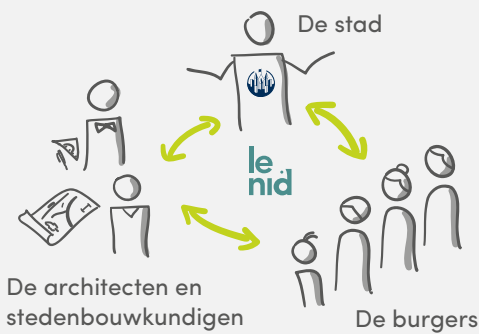 De stad
le
nid
De architecten en
stedenbouwkundigen
De burgers